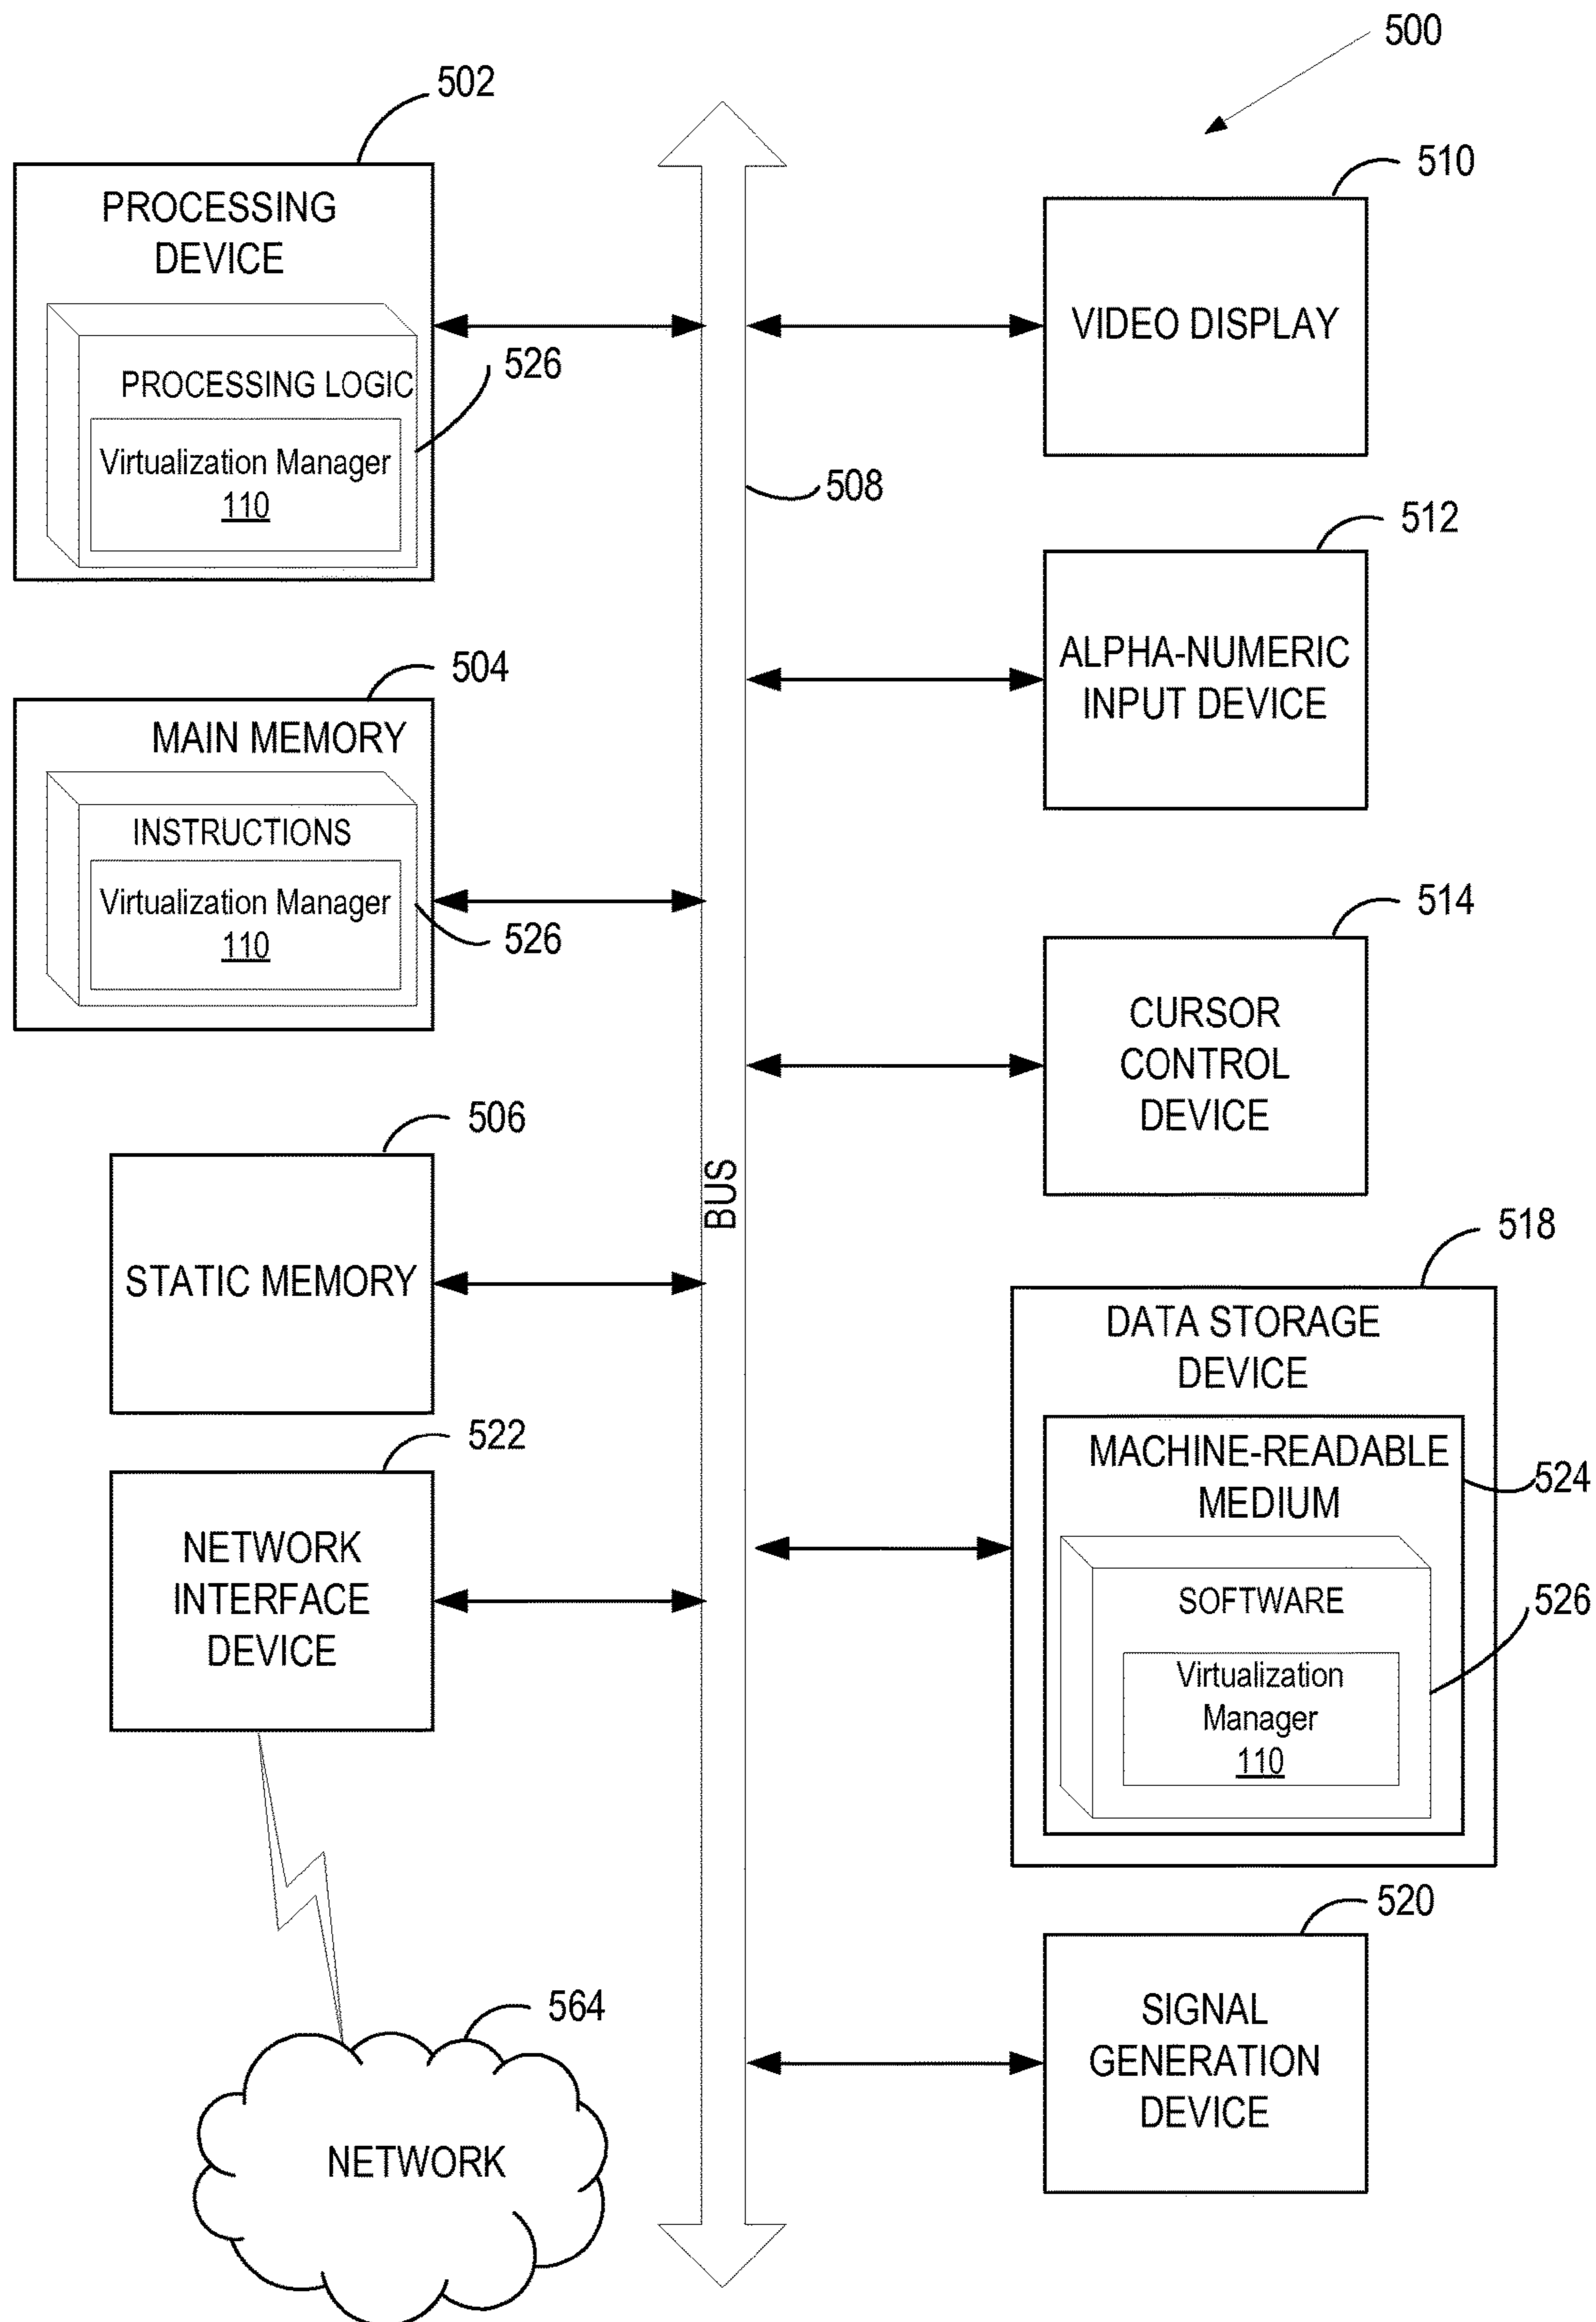 500
502
PROCESSING
DEVICE
PROCESSING LOGIC
Virtualization Manager
110
526
504
MAIN MEMORY
INSTRUCTIONS
Virtualization Manager
110
526
506
STATIC MEMORY
522
NETWORK
INTERFACE
DEVICE
564
NETWORK
508
BUS
510
VIDEO DISPLAY
512
ALPHA-NUMERIC
INPUT DEVICE
514
CURSOR
CONTROL
DEVICE
518
DATA STORAGE
DEVICE
MACHINE-READABLE
MEDIUM
524
SOFTWARE
526
Virtualization
Manager
110
520
SIGNAL
GENERATION
DEVICE